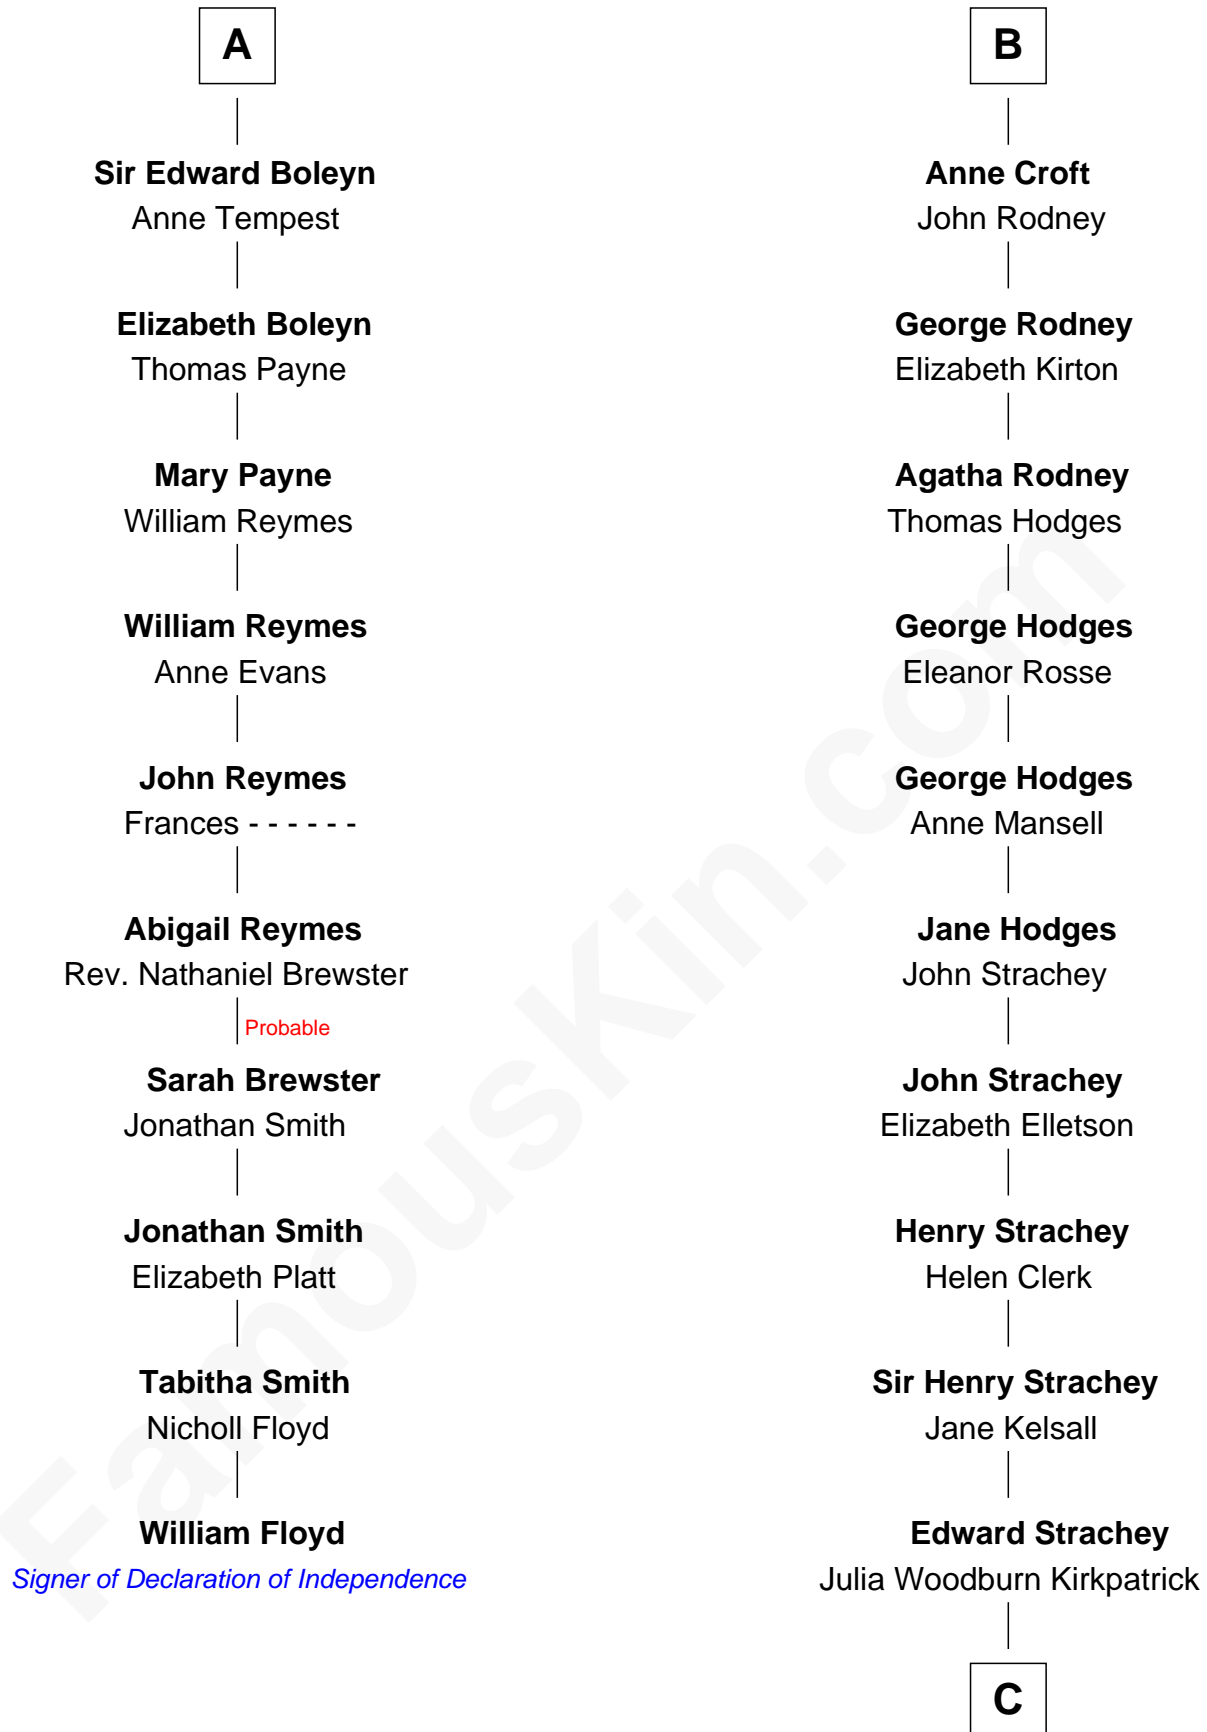 A
Sir Edward Boleyn
Anne Tempest
Elizabeth Boleyn
Thomas Payne
Mary Payne
William Reymes
William Reymes
Anne Evans
John Reymes
Frances - - - - - -
Abigail Reymes
Rev. Nathaniel Brewster
Probable
Sarah Brewster
Jonathan Smith
Jonathan Smith
Elizabeth Platt
Tabitha Smith
Nicholl Floyd
William Floyd
Signer of Declaration of Independence
B
Anne Croft
John Rodney
George Rodney
Elizabeth Kirton
Agatha Rodney
Thomas Hodges
George Hodges
Eleanor Rosse
George Hodges
Anne Mansell
Jane Hodges
John Strachey
John Strachey
Elizabeth Elletson
Henry Strachey
Helen Clerk
Sir Henry Strachey
Jane Kelsall
Edward Strachey
Julia Woodburn Kirkpatrick
C
FamousKin.com